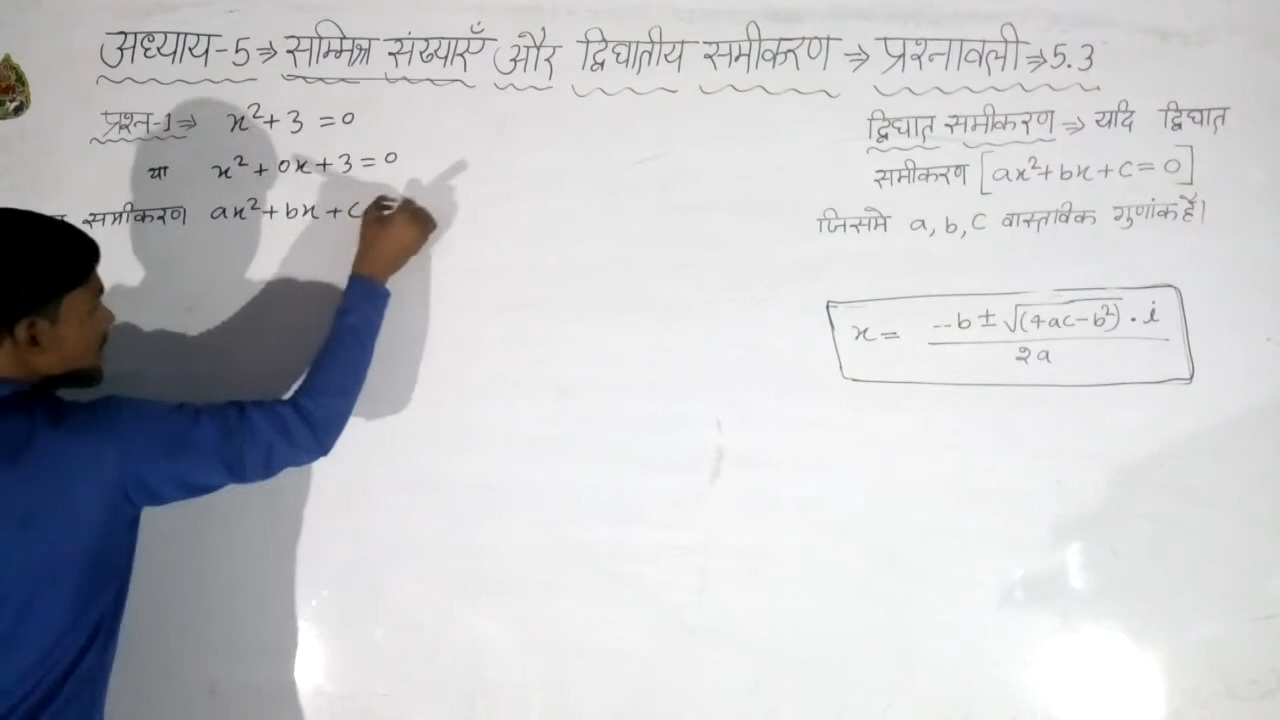 अध्याय-5⇒ सम्मिश्र संख्याएँ और द्विघातीय समीकरण ⇒ प्रश्नावली⇒5.3
प्रश्न-1⇒ x²+3=0
या x²+0x+3=0
समीकरण ax²+bx+c =
द्विघात समीकरण ⇒ यदि द्विघात
समीकरण [ax²+bx+c=0]
जिसमे a, b, c वास्तविक गुणांक है।
x= --b ± √(4ac-b²) . i
२a